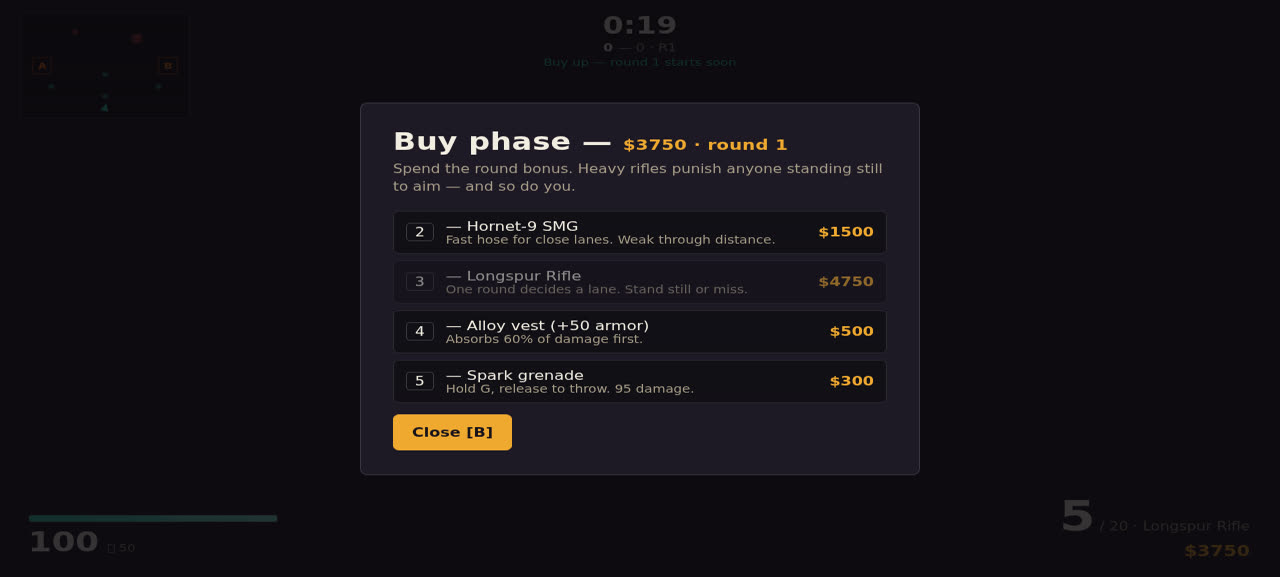 A
B
0:19
0 — 0 · R1
Buy up — round 1 starts soon
Buy phase — $3750 · round 1
Spend the round bonus. Heavy rifles punish anyone standing still
to aim — and so do you.
2 — Hornet-9 SMG $1500
Fast hose for close lanes. Weak through distance.
3 — Longspur Rifle $4750
One round decides a lane. Stand still or miss.
4 — Alloy vest (+50 armor) $500
Absorbs 60% of damage first.
5 — Spark grenade $300
Hold G, release to throw. 95 damage.
Close [B]
100 50
5 / 20 · Longspur Rifle
$3750